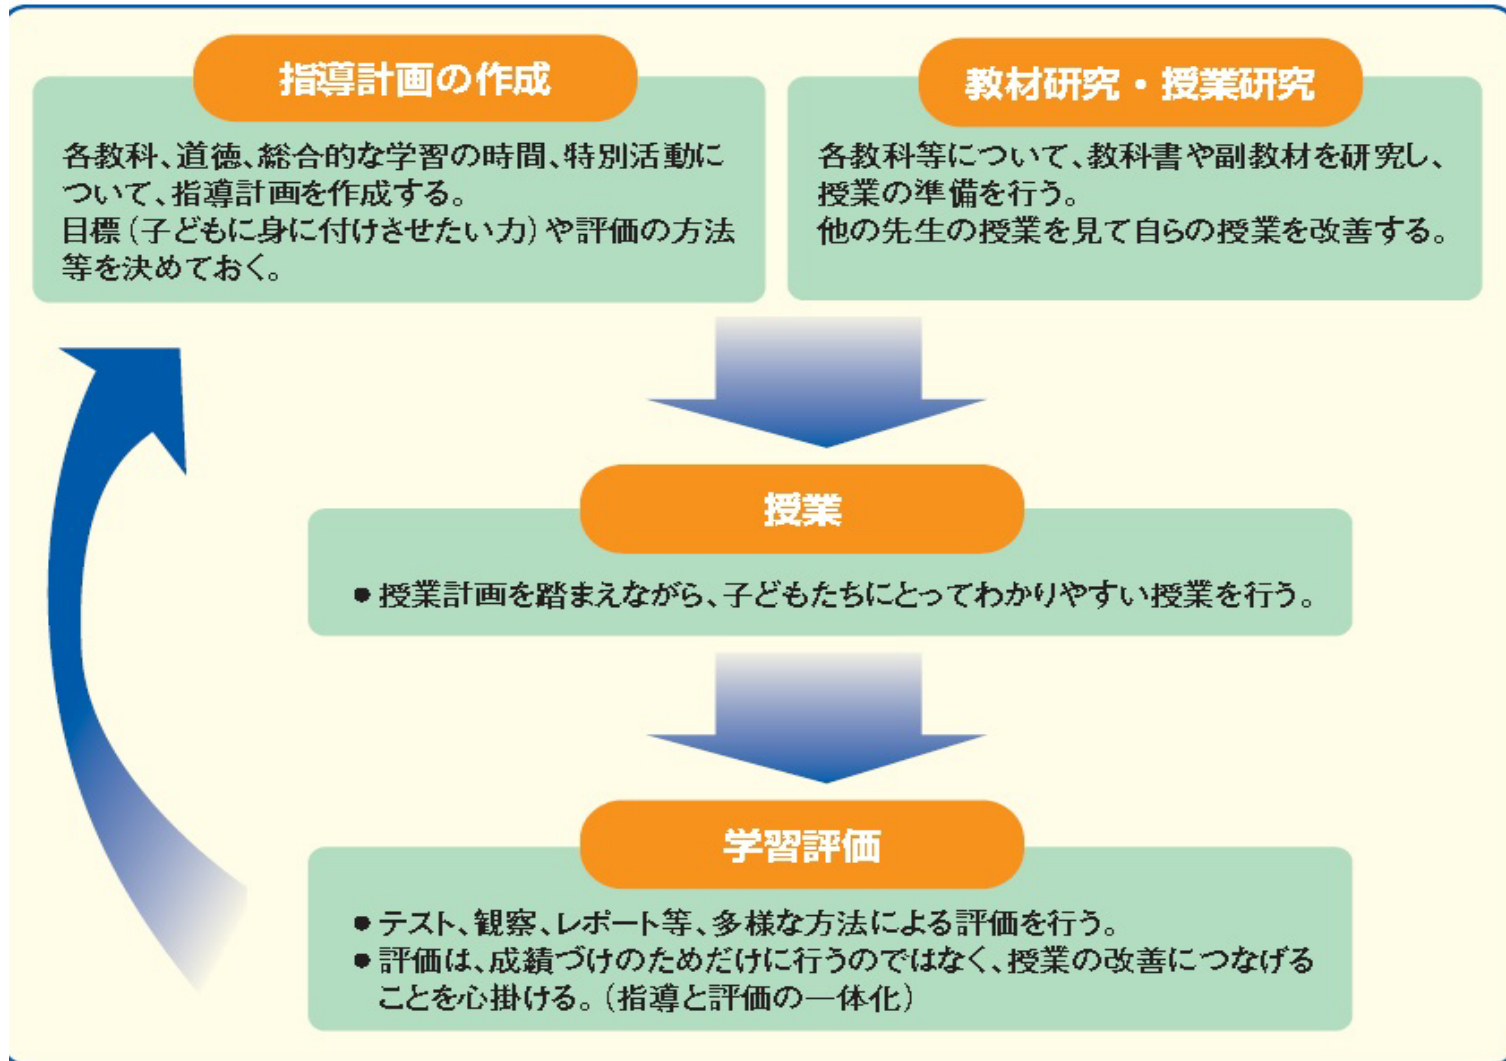 指導計画の作成
各教科、道徳、総合的な学習の時間、特別活動に
ついて、指導計画を作成する。
目標(子どもに身に付けさせたい力)や評価の方法
等を決めておく。
教材研究・授業研究
各教科等について、教科書や副教材を研究し、
授業の準備を行う。
他の先生の授業を見て自らの授業を改善する。
授業
●授業計画を踏まえながら、子どもたちにとってわかりやすい授業を行う。
学習評価
●テスト、観察、レポート等、多様な方法による評価を行う。
●評価は、成績づけのためだけに行うのではなく、授業の改善につなげる
ことを心掛ける。(指導と評価の一体化)